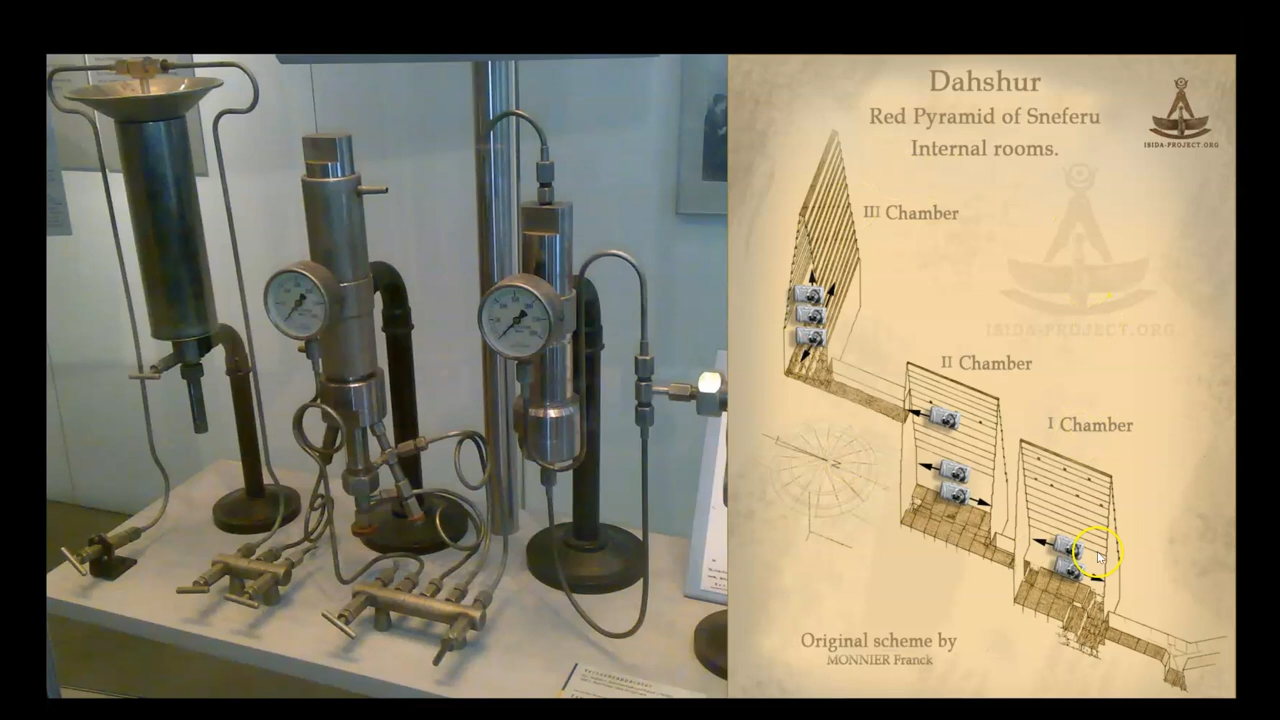 Dahshur
Red Pyramid of Sneferu
Internal rooms.
ISIDA-PROJECT.ORG
III Chamber
ISIDA-PROJECT.ORG
II Chamber
I Chamber
Original scheme by
MONNIER Franck